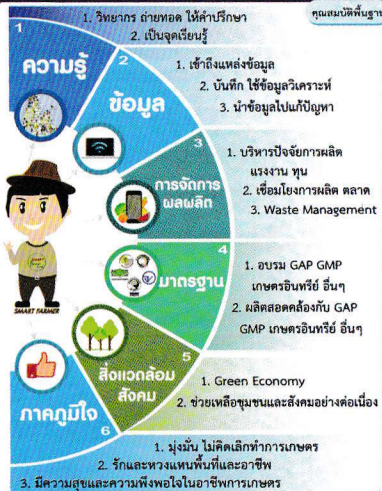 คุณสมบัติพื้นฐาน
1
ความรู้
1. วิทยากร ถ่ายทอด ให้คำปรึกษา
2. เป็นจุดเรียนรู้
2
ข้อมูล
1. เข้าถึงแหล่งข้อมูล
2. บันทึก ใช้ข้อมูลวิเคราะห์
3. นำข้อมูลไปแก้ปัญหา
3
การจัดการ
ผลผลิต
1. บริหารปัจจัยการผลิต
แรงงาน ทุน
2. เชื่อมโยงการผลิต ตลาด
3. Waste Management
4
มาตรฐาน
1. อบรม GAP GMP
เกษตรอินทรีย์ อื่นๆ
2. ผลิตสอดคล้องกับ GAP
GMP เกษตรอินทรีย์ อื่นๆ
SMART FARMER
5
สิ่งแวดล้อม
สังคม
1. Green Economy
2. ช่วยเหลือชุมชนและสังคมอย่างต่อเนื่อง
6
ภาคภูมิใจ
1. มุ่งมั่น ไม่คิดเลิกทำการเกษตร
2. รักและหวงแหนพื้นที่และอาชีพ
3. มีความสุขและความพึงพอใจในอาชีพการเกษตร